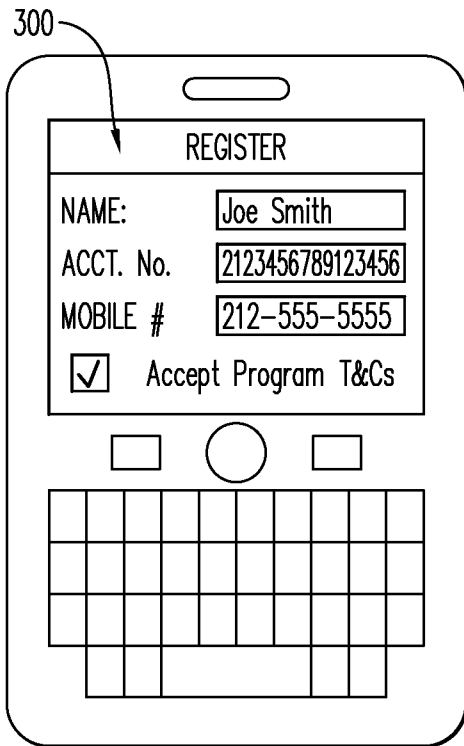 300
REGISTER
NAME: Joe Smith
ACCT. No. 2123456789123456
MOBILE # 212-555-5555
✓ Accept Program T&Cs